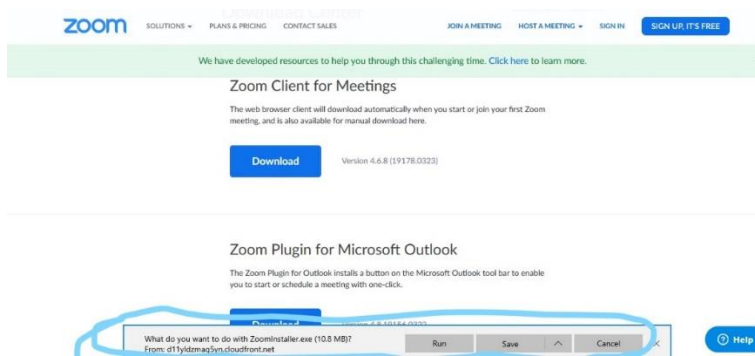 zoom SOLUTIONS PLANS & PRICING CONTACT SALES JOIN A MEETING HOST A MEETING SIGN IN SIGN UP, IT'S FREE
We have developed resources to help you through this challenging time. Click here to learn more.
Zoom Client for Meetings
The web browser client will download automatically when you start or join your first Zoom
meeting, and is also available for manual download here.
Download Version 4.6.8 (19178.0323)
Zoom Plugin for Microsoft Outlook
The Zoom Plugin for Outlook installs a button on the Microsoft Outlook tool bar to enable
you to start or schedule a meeting with one-click.
Download
What do you want to do with ZoomInstaller.exe (10.8 MB)? Run Save Cancel
From: d11yldzmag5yn.cloudfront.net
Help